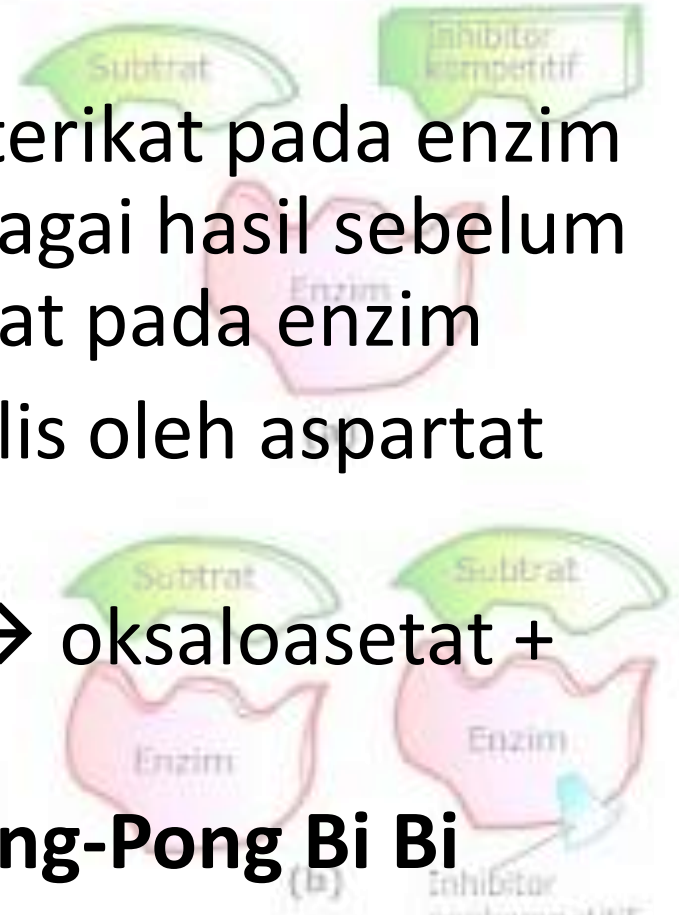 Subtrat
Inhibitor
kompetitif
terikat pada enzim
agai hasil sebelum
Enzim
at pada enzim
lis oleh aspartat
(a)
Subtrat
Subtrat
→ oksaloasetat +
Enzim
Enzim
ng-Pong Bi Bi
(b)
Inhibitor